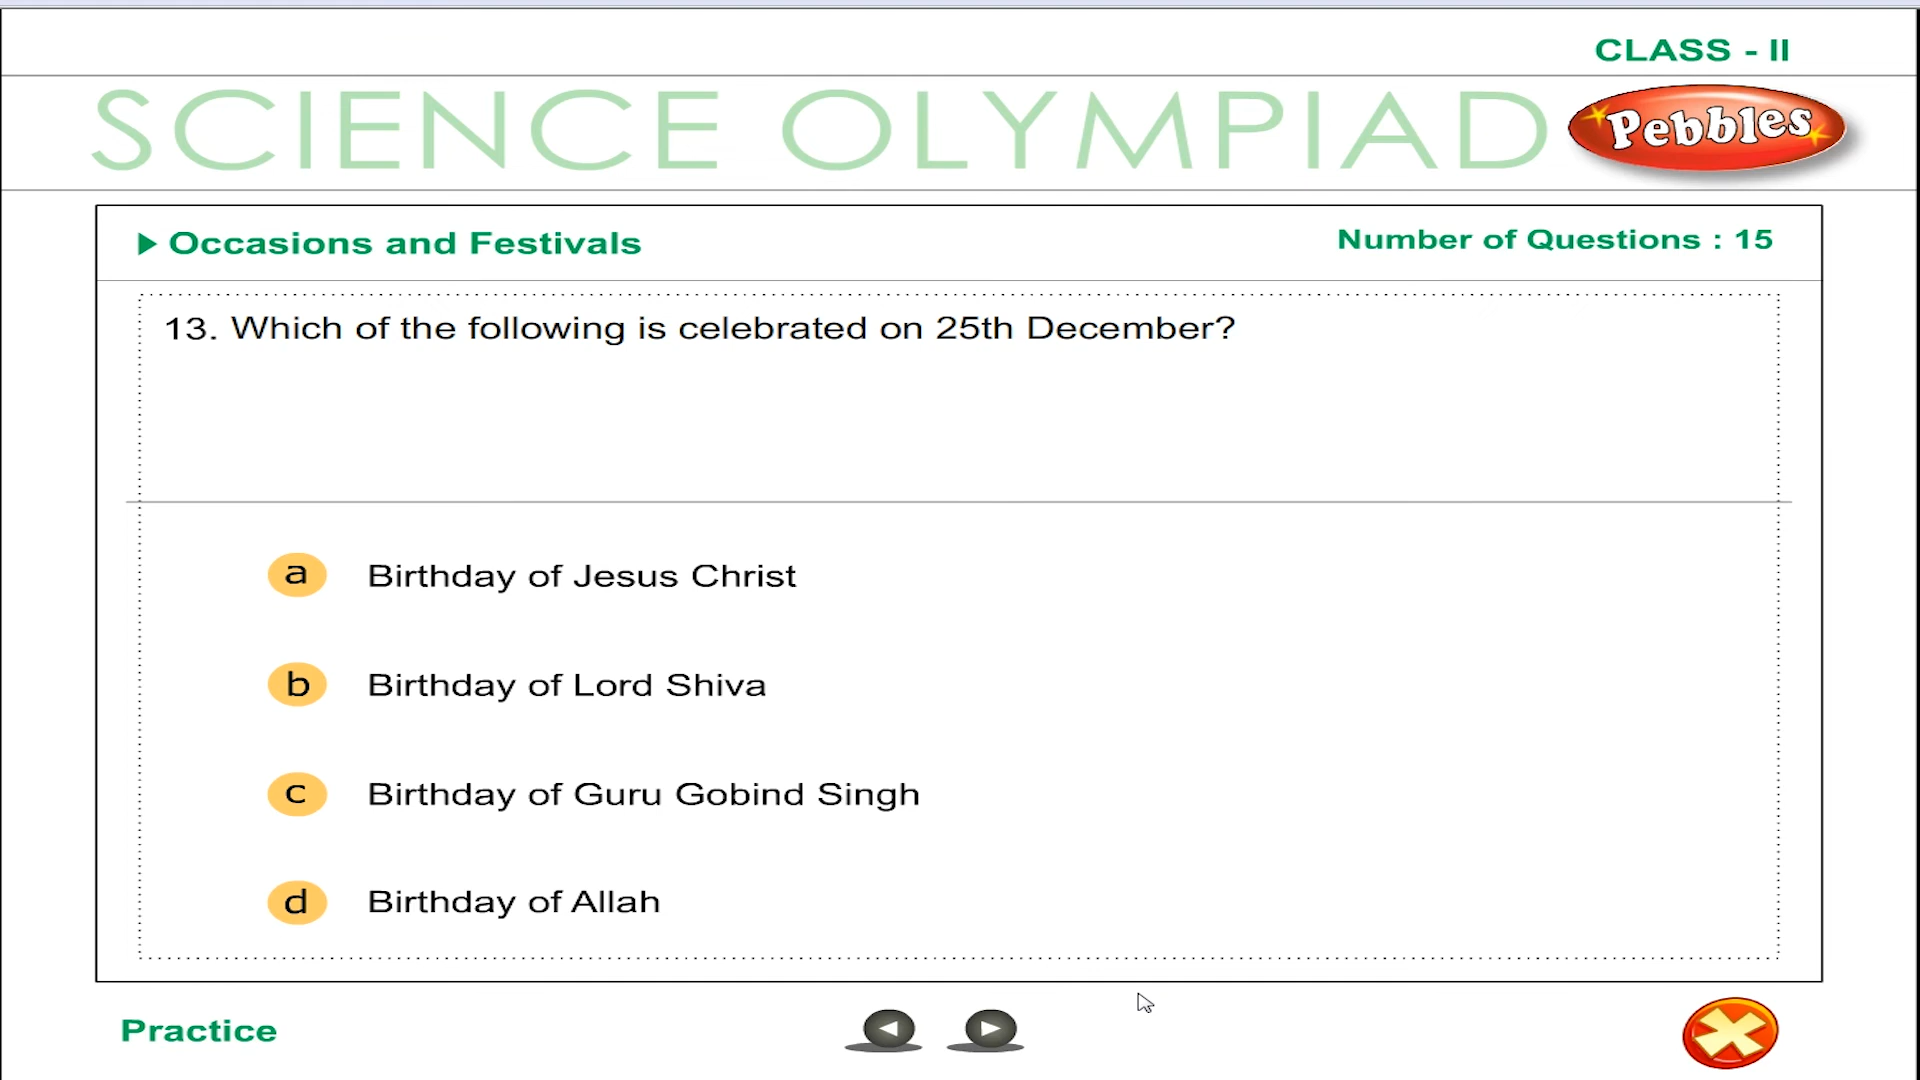 CLASS - II
SCIENCE OLYMPIAD
Pebbles
Occasions and Festivals
Number of Questions : 15
13. Which of the following is celebrated on 25th December?
a Birthday of Jesus Christ
b Birthday of Lord Shiva
c Birthday of Guru Gobind Singh
d Birthday of Allah
Practice